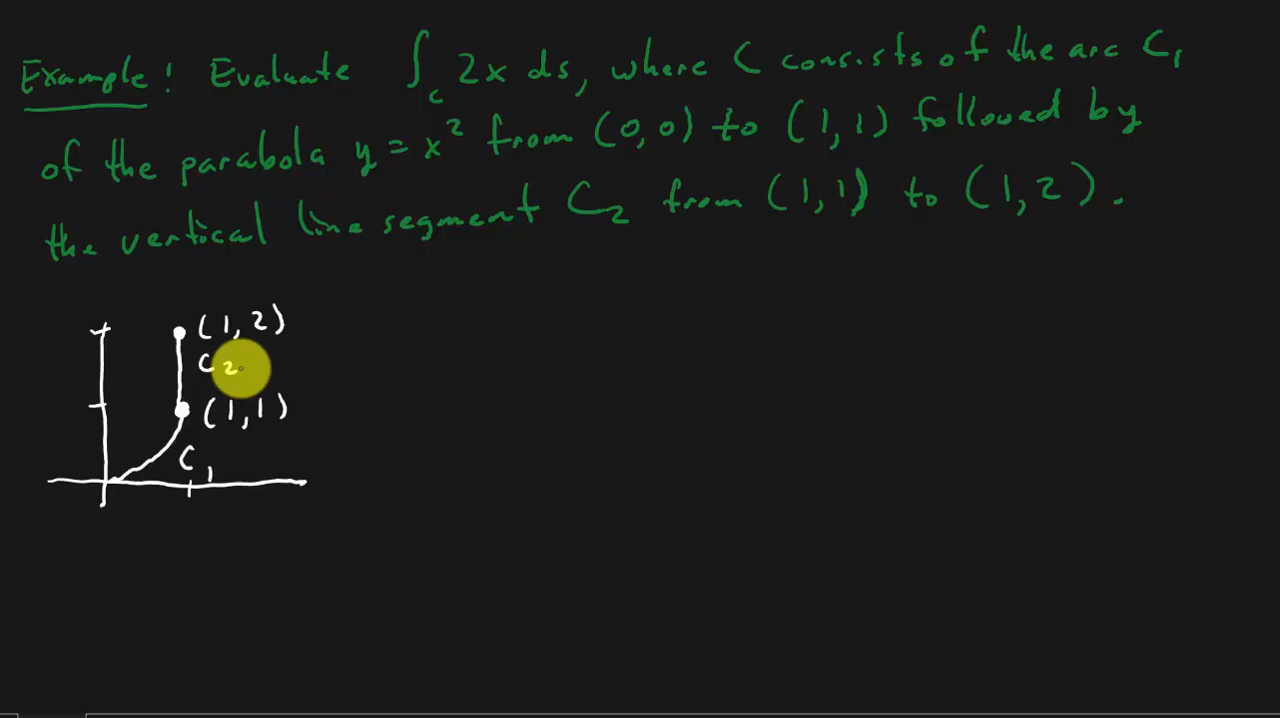 Example! Evaluate ∫_C 2x ds, where C consists of the arc C₁
of the parabola y = x² from (0,0) to (1,1) followed by
the vertical line segment C₂ from (1,1) to (1,2).
(1,2)
C₂
(1,1)
C₁